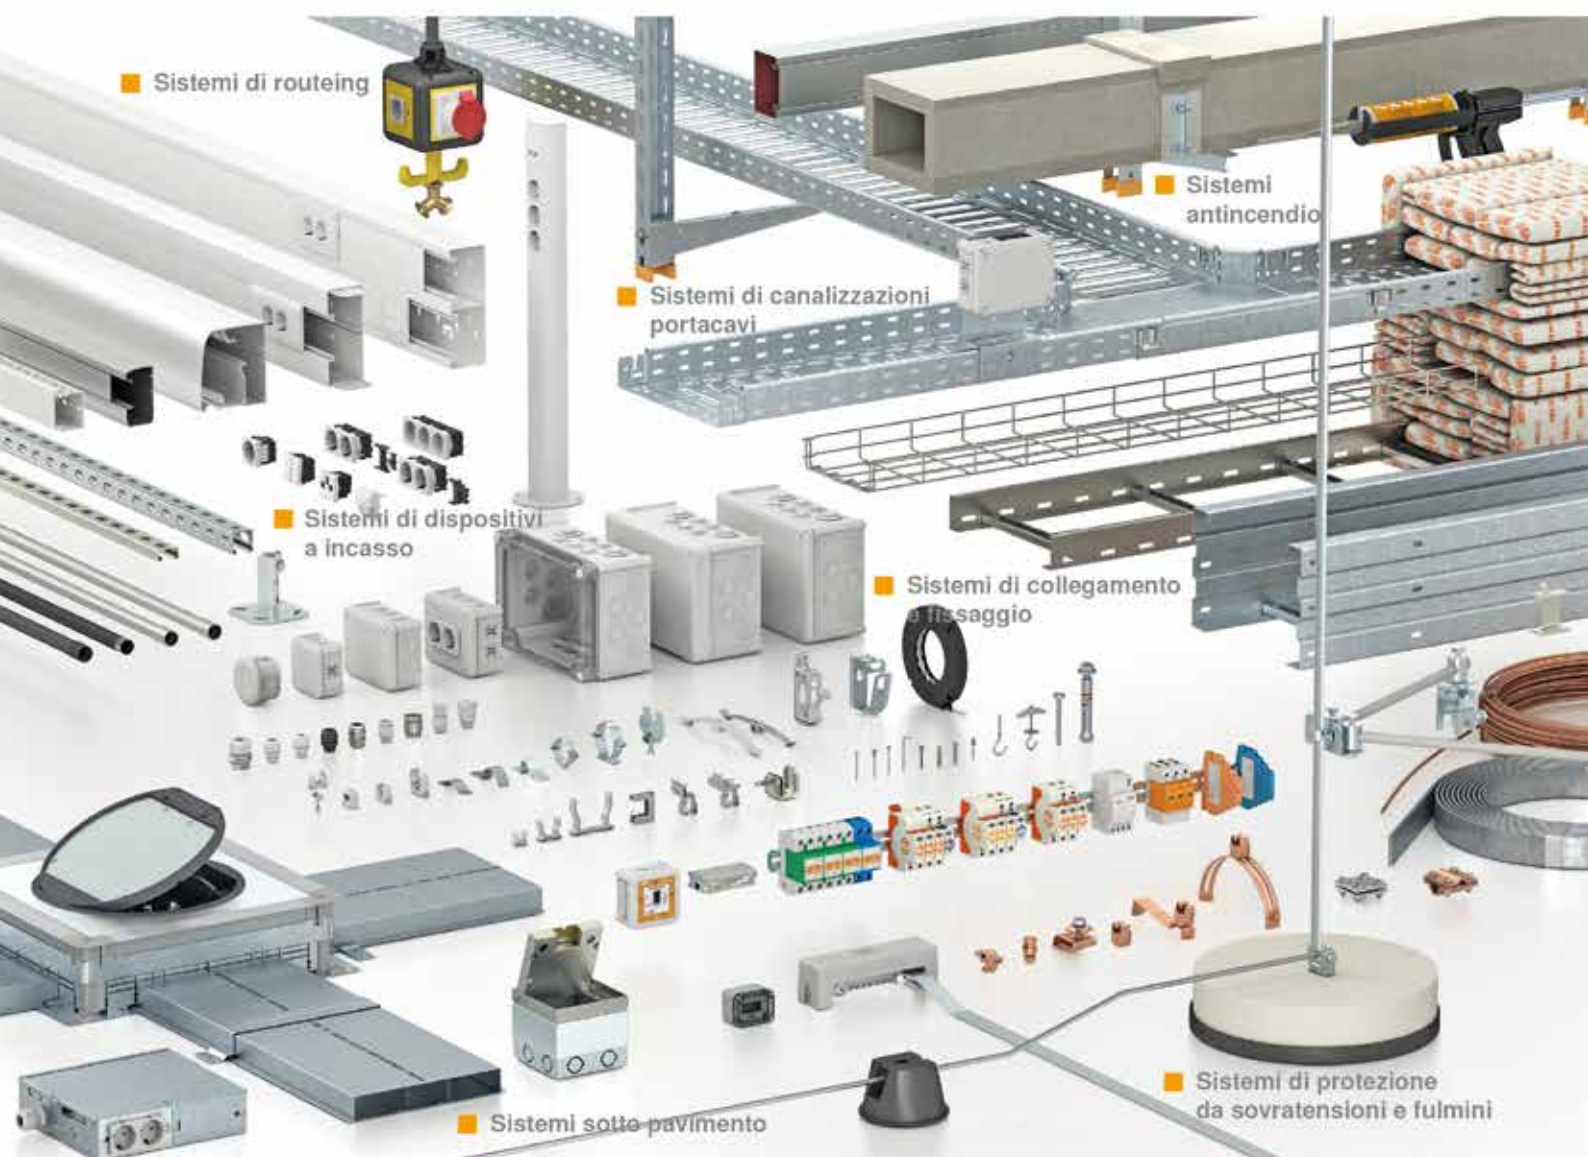 Sistemi di routeing
Sistemi
antincendio
Sistemi di canalizzazioni
portacavi
Sistemi di dispositivi
a incasso
Sistemi di collegamento
e fissaggio
Sistemi di protezione
da sovratensioni e fulmini
Sistemi sotto pavimento